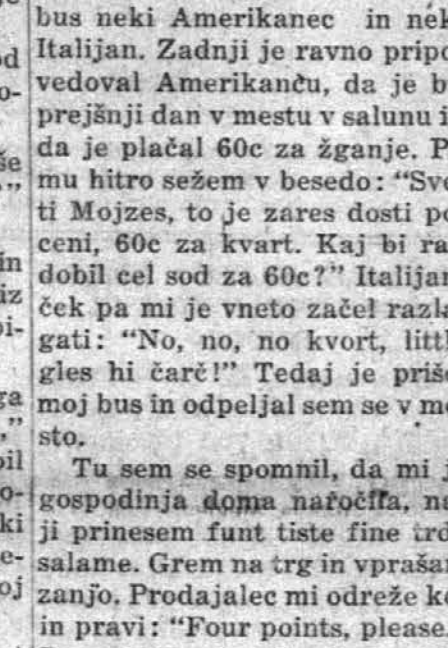 bus neki Amerikanec in nek
Italijan. Zadnji je ravno pripo
vedoval Amerikancu, da je b
prejšnji dan v mestu v salunu i
da je plačal 60c za žganje. P
mu hitro sežem v besedo: “Sve
ti Mojzes, to je zares dosti po
ceni, 60c za kvart. Kaj bi ra
dobil cel sod za 60c?” Italijan
ček pa mi je vneto začel razla
gati: “No, no, no kvort, littl
gles hi čarč!” Tedaj je priše
moj bus in odpeljal sem se v me
sto.
Tu sem se spomnil, da mi j
gospodinja doma naročila, na
ji prinesem funt tiste fine trd
salame. Grem na trg in vprašam
zanjo. Prodajalec mi odreže ko
in pravi: “Four points, please.